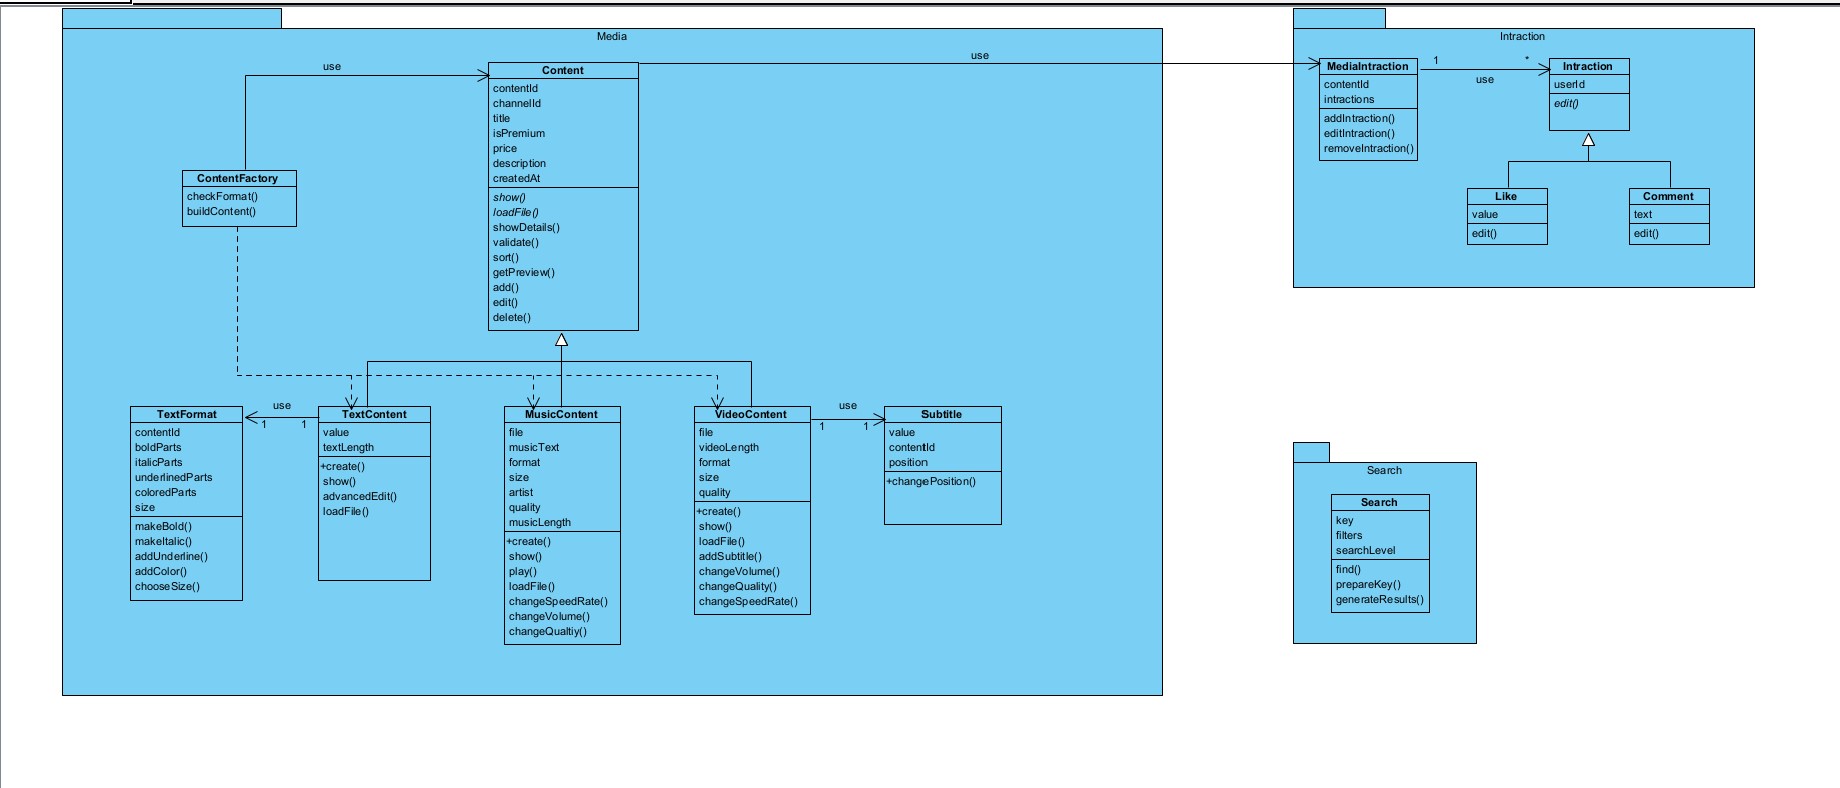 Media
use
Content
contentId
channelId
title
isPremium
price
description
createdAt
show()
loadFile()
showDetails()
validate()
sort()
getPreview()
add()
edit()
delete()
use
ContentFactory
checkFormat()
buildContent()
TextFormat
contentId
boldParts
italicParts
underlinedParts
coloredParts
size
makeBold()
makeItalic()
addUnderline()
addColor()
chooseSize()
use
1
1
TextContent
value
textLength
+create()
show()
advancedEdit()
loadFile()
MusicContent
file
musicText
format
size
artist
quality
musicLength
+create()
show()
play()
loadFile()
changeSpeedRate()
changeVolume()
changeQualtiy()
VideoContent
file
videoLength
format
size
quality
+create()
show()
loadFile()
addSubtitle()
changeVolume()
changeQuality()
changeSpeedRate()
use
1
1
Subtitle
value
contentId
position
+changePosition()
Intraction
MediaIntraction
contentId
intractions
addIntraction()
editIntraction()
removeIntraction()
1
*
use
Intraction
userId
edit()
Like
value
edit()
Comment
text
edit()
Search
Search
key
filters
searchLevel
find()
prepareKey()
generateResults()